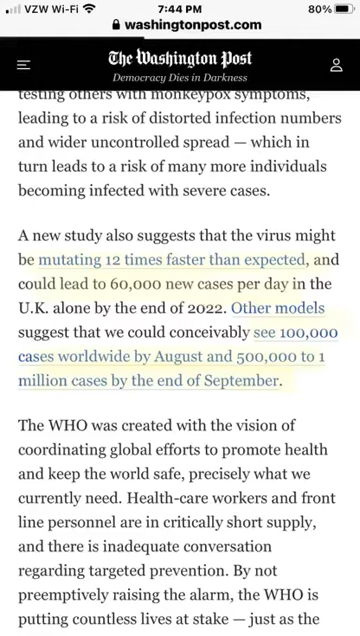 VZW Wi-Fi 7:44 PM 80%
washingtonpost.com
The Washington Post
Democracy Dies in Darkness
testing others with monkeypox symptoms,
leading to a risk of distorted infection numbers
and wider uncontrolled spread — which in
turn leads to a risk of many more individuals
becoming infected with severe cases.
A new study also suggests that the virus might
be mutating 12 times faster than expected, and
could lead to 60,000 new cases per day in the
U.K. alone by the end of 2022. Other models
suggest that we could conceivably see 100,000
cases worldwide by August and 500,000 to 1
million cases by the end of September.
The WHO was created with the vision of
coordinating global efforts to promote health
and keep the world safe, precisely what we
currently need. Health-care workers and front
line personnel are in critically short supply,
and there is inadequate conversation
regarding targeted prevention. By not
preemptively raising the alarm, the WHO is
putting countless lives at stake — just as the